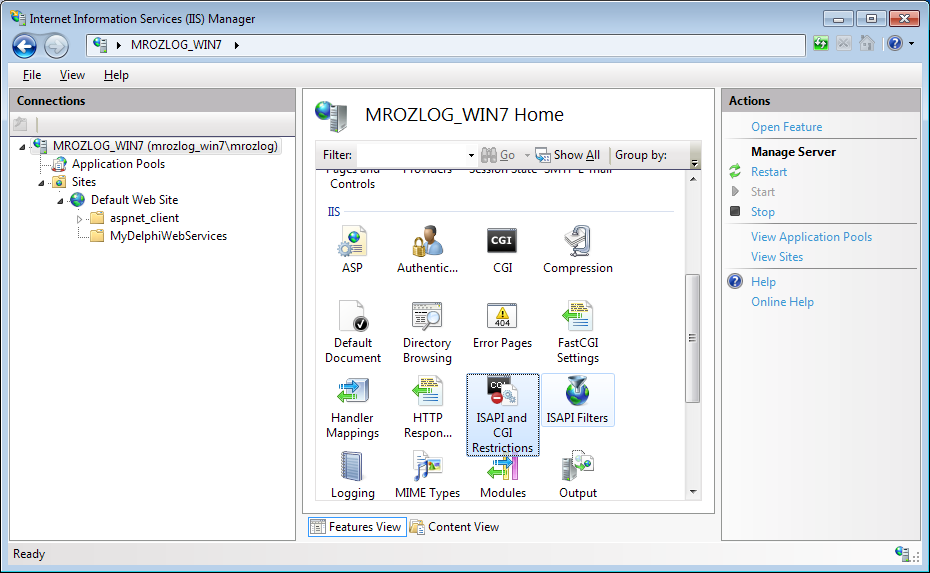 Internet Information Services (IIS) Manager
MROZLOG_WIN7
File View Help
Connections
MROZLOG_WIN7 (mrozlog_win7\mrozlog)
Application Pools
Sites
Default Web Site
aspnet_client
MyDelphiWebServices
MROZLOG_WIN7 Home
Filter: Go Show All Group by:
Pages and Providers Session State SMTP E-mail
Controls
IIS
ASP Authentic... CGI Compression
Default Document
Directory Browsing
404
Error Pages
FastCGI Settings
Handler Mappings
HTTP Respon...
ISAPI and CGI Restrictions
ISAPI Filters
Logging MIME Types Modules Output
Features View Content View
Actions
Open Feature
Manage Server
Restart
Start
Stop
View Application Pools
View Sites
Help
Online Help
Ready